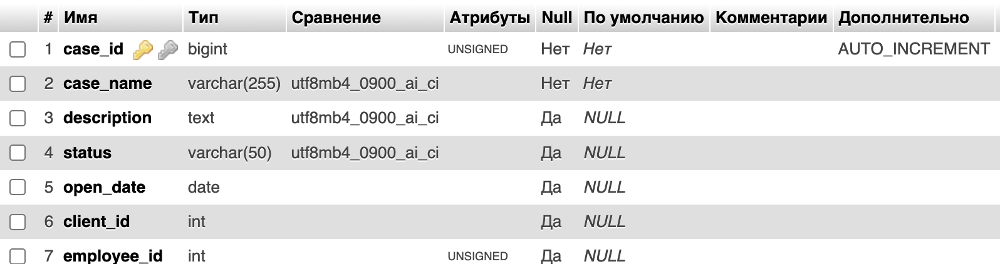 # Имя Тип Сравнение Атрибуты Null По умолчанию Комментарии Дополнительно
1 case_id bigint UNSIGNED Нет Нет AUTO_INCREMENT
2 case_name varchar(255) utf8mb4_0900_ai_ci Нет Нет
3 description text utf8mb4_0900_ai_ci Да NULL
4 status varchar(50) utf8mb4_0900_ai_ci Да NULL
5 open_date date Да NULL
6 client_id int Да NULL
7 employee_id int UNSIGNED Да NULL